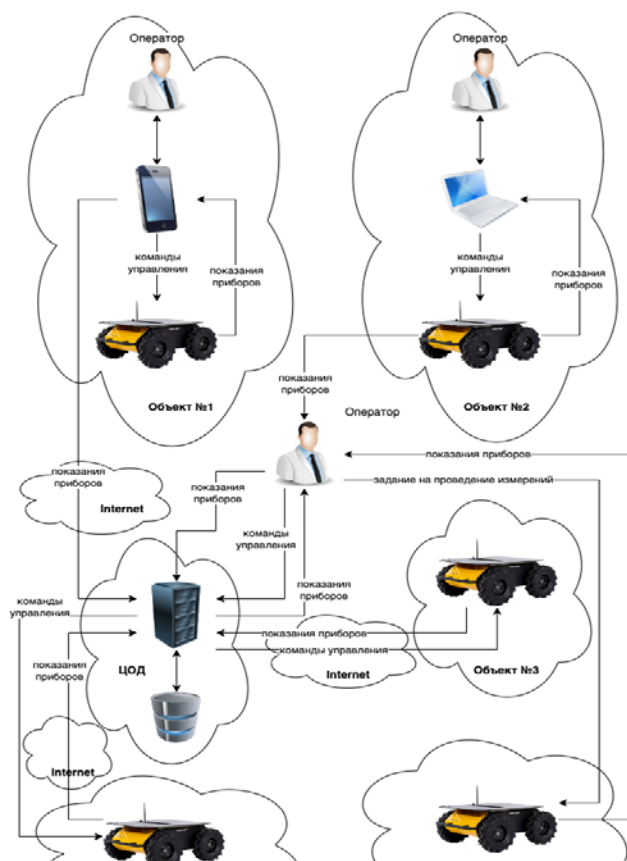 Оператор
Оператор
команды
управления
показания
приборов
команды
управления
показания
приборов
Объект №1
показания
приборов
Объект №2
Оператор
показания приборов
показания
приборов
Internet
показания
приборов
задание на проведение измерений
команды
управления
команды
управления
показания
приборов
показания приборов
команды управления
показания
приборов
ЦОД
Internet
Объект №3
Internet